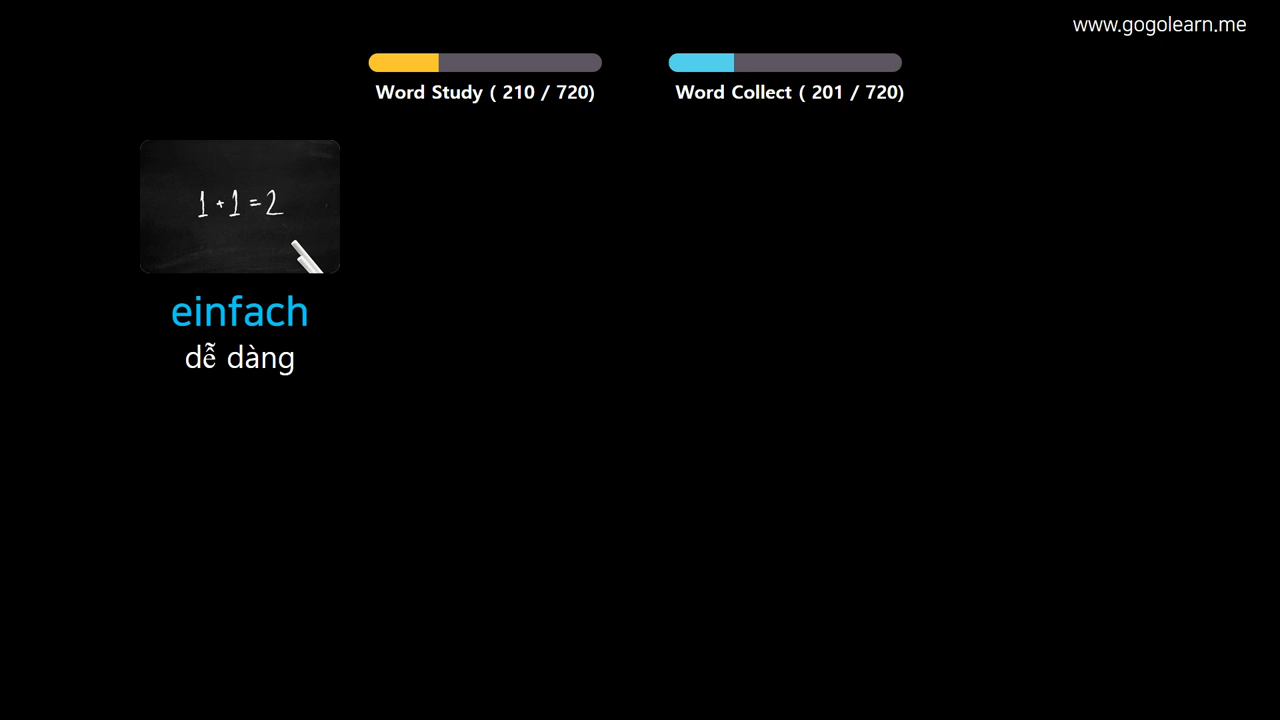 www.gogolearn.me
Word Study ( 210 / 720)
Word Collect ( 201 / 720)
1 + 1 = 2
einfach
dễ dàng